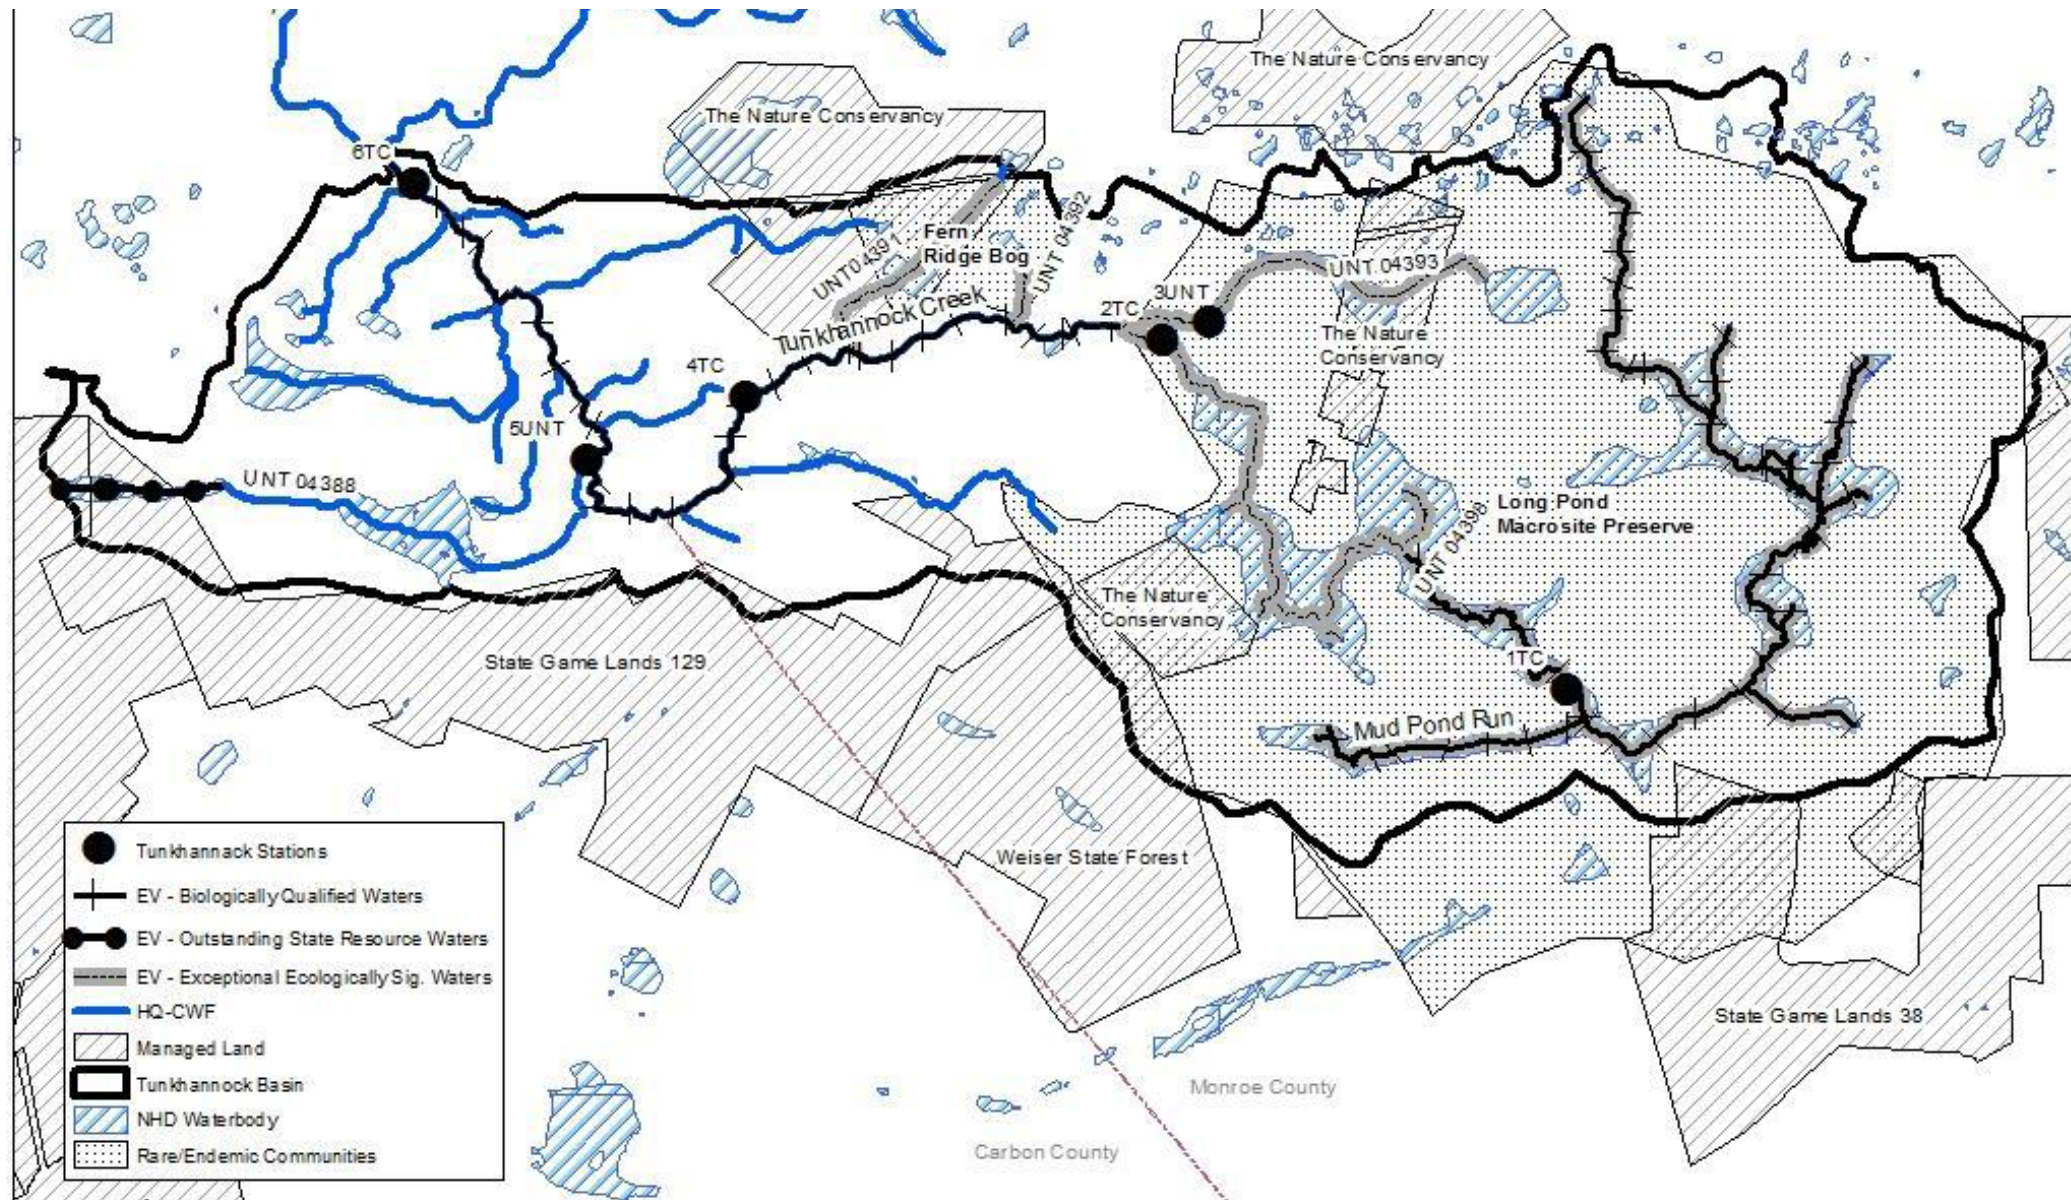 The Nature Conservancy
The Nature Conservancy
6TC
Fern
Ridge Bog
UNT 04391
UNT 04392
UNT 04393
Tunkhannock Creek
2TC
3UNT
The Nature
Conservancy
4TC
5UNT
UNT 04388
Long Pond
Macrosite Preserve
UNT 04398
The Nature
Conservancy
State Game Lands 129
1TC
Mud Pond Run
Weiser State Forest
State Game Lands 38
Monroe County
Carbon County
Tunkhannack Stations
EV - Biologically Qualified Waters
EV - Outstanding State Resource Waters
EV - Exceptional Ecologically Sig. Waters
HQ-CWF
Managed Land
Tunkhannock Basin
NHD Waterbody
Rare/Endemic Communities